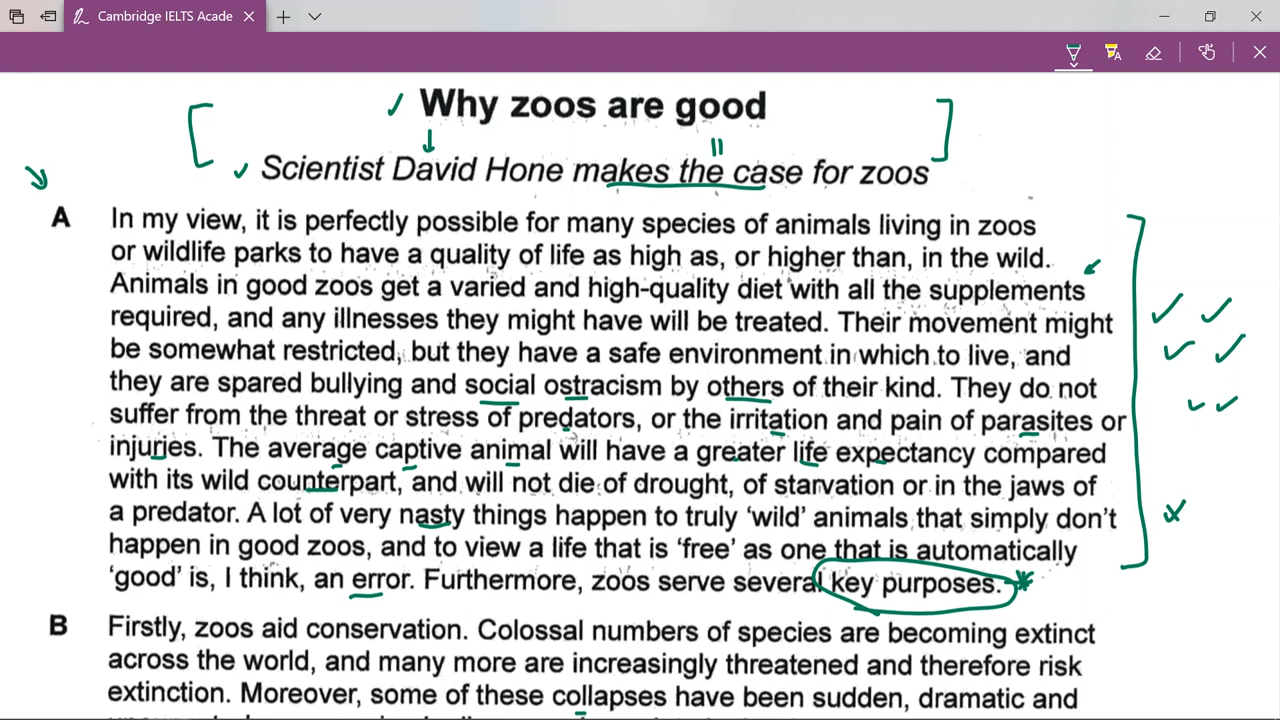 Cambridge IELTS Acade
Why zoos are good
Scientist David Hone makes the case for zoos
A In my view, it is perfectly possible for many species of animals living in zoos
or wildlife parks to have a quality of life as high as, or higher than, in the wild.
Animals in good zoos get a varied and high-quality diet with all the supplements
required, and any illnesses they might have will be treated. Their movement might
be somewhat restricted, but they have a safe environment in which to live, and
they are spared bullying and social ostracism by others of their kind. They do not
suffer from the threat or stress of predators, or the irritation and pain of parasites or
injuries. The average captive animal will have a greater life expectancy compared
with its wild counterpart, and will not die of drought, of starvation or in the jaws of
a predator. A lot of very nasty things happen to truly 'wild' animals that simply don't
happen in good zoos, and to view a life that is 'free' as one that is automatically
'good' is, I think, an error. Furthermore, zoos serve several key purposes.
B Firstly, zoos aid conservation. Colossal numbers of species are becoming extinct
across the world, and many more are increasingly threatened and therefore risk
extinction. Moreover, some of these collapses have been sudden, dramatic and